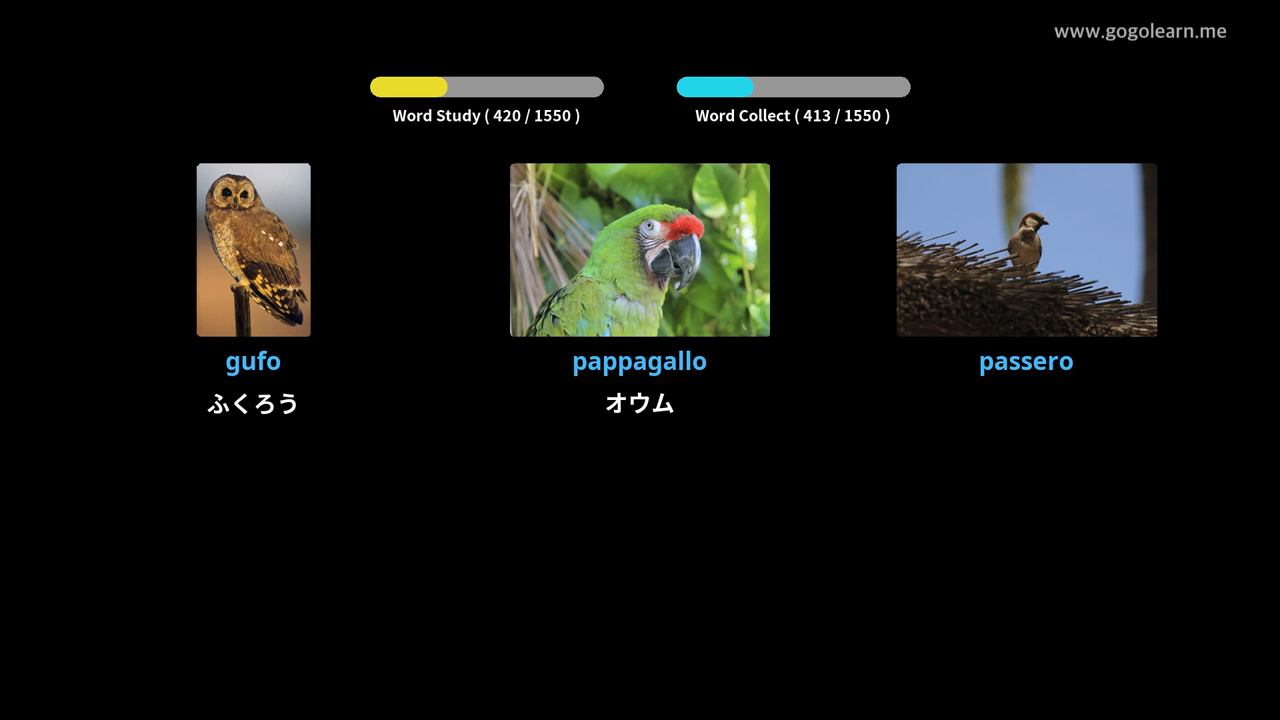 www.gogolearn.me
Word Study ( 420 / 1550 )
Word Collect ( 413 / 1550 )
gufo
pappagallo
passero
ふくろう
オウム